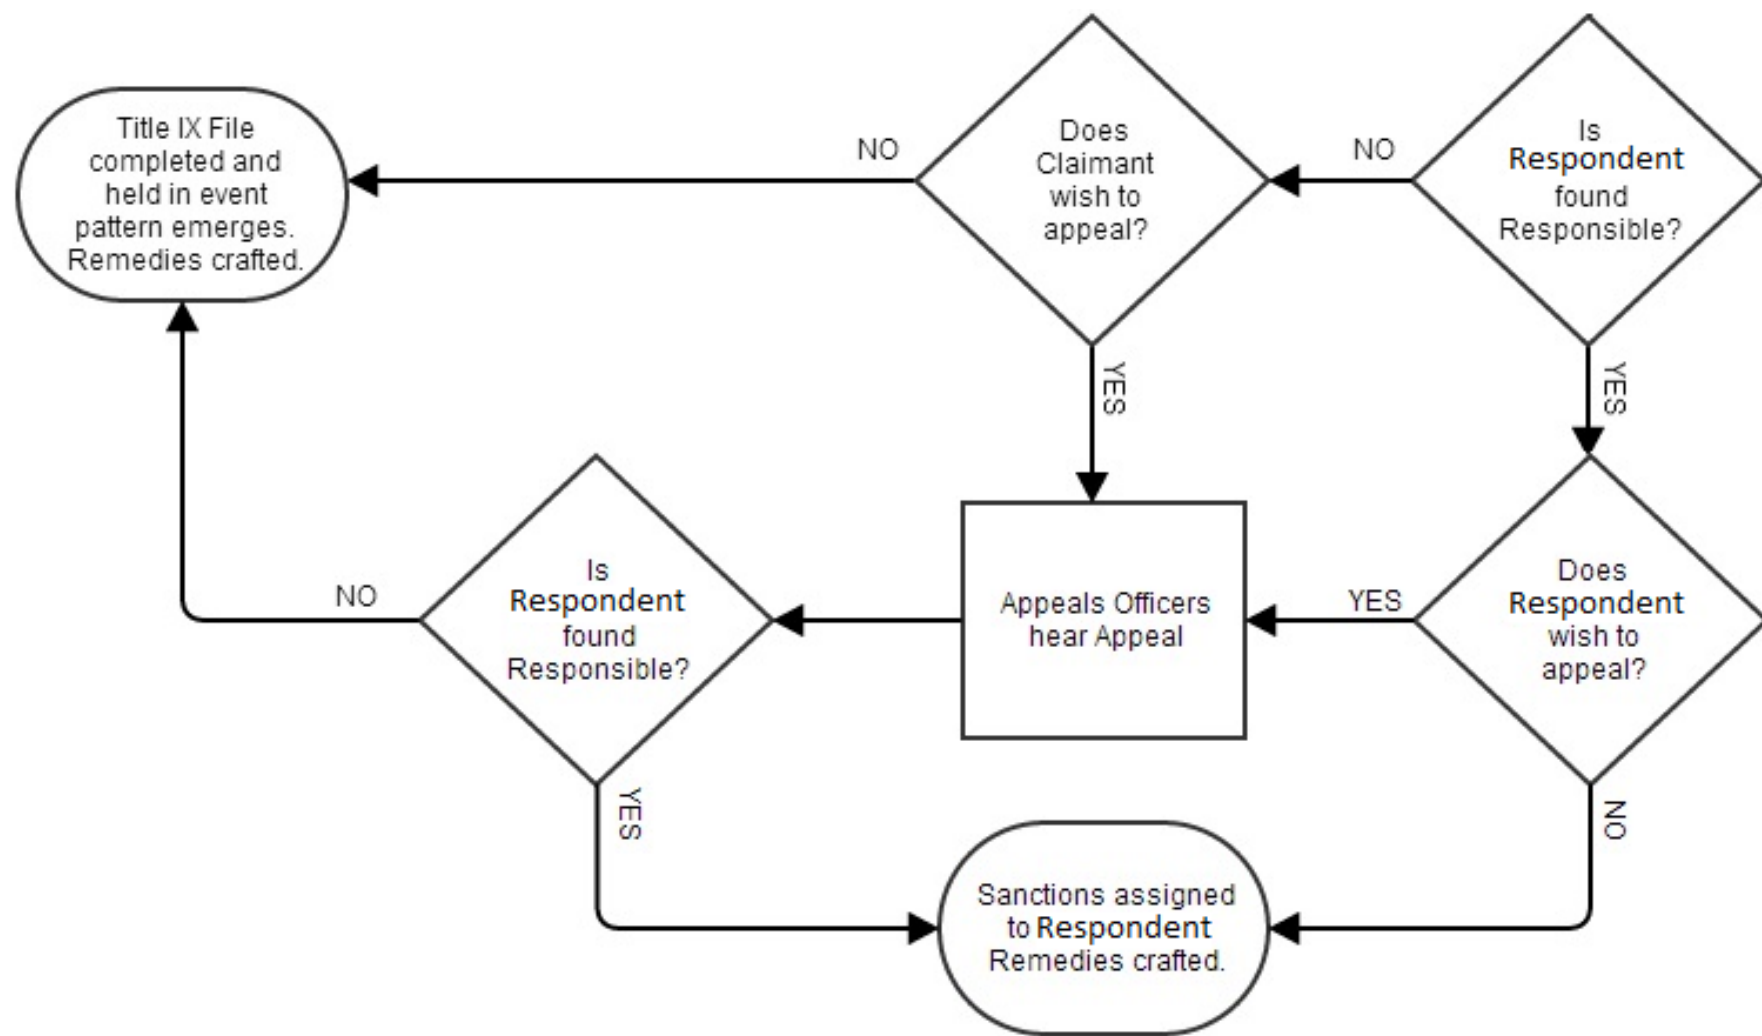 Title IX File
completed and
held in event
pattern emerges.
Remedies crafted.
NO
Does
Claimant
wish to
appeal?
NO
Is
Respondent
found
Responsible?
YES
YES
NO
Is
Respondent
found
Responsible?
Appeals Officers
hear Appeal
YES
Does
Respondent
wish to
appeal?
YES
NO
Sanctions assigned
to Respondent
Remedies crafted.